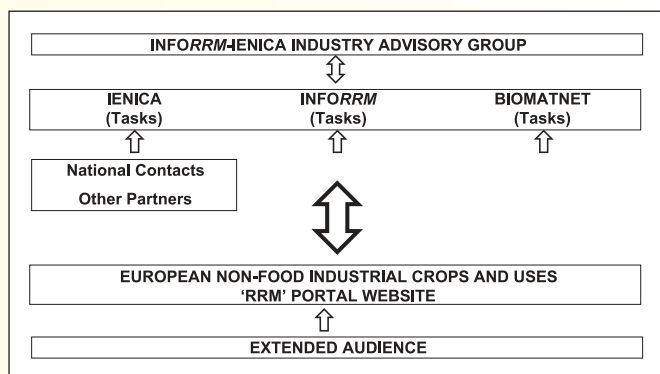 INFORRM-IENICA INDUSTRY ADVISORY GROUP
IENICA INFORRM BIOMATNET
(Tasks) (Tasks) (Tasks)
National Contacts
Other Partners
EUROPEAN NON-FOOD INDUSTRIAL CROPS AND USES
‘RRM’ PORTAL WEBSITE
EXTENDED AUDIENCE